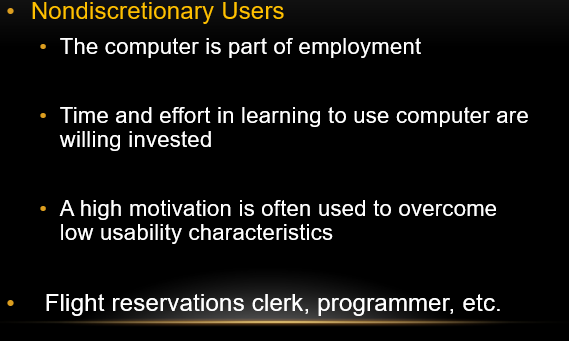 • Nondiscretionary Users
• The computer is part of employment
• Time and effort in learning to use computer are
willing invested
• A high motivation is often used to overcome
low usability characteristics
• Flight reservations clerk, programmer, etc.